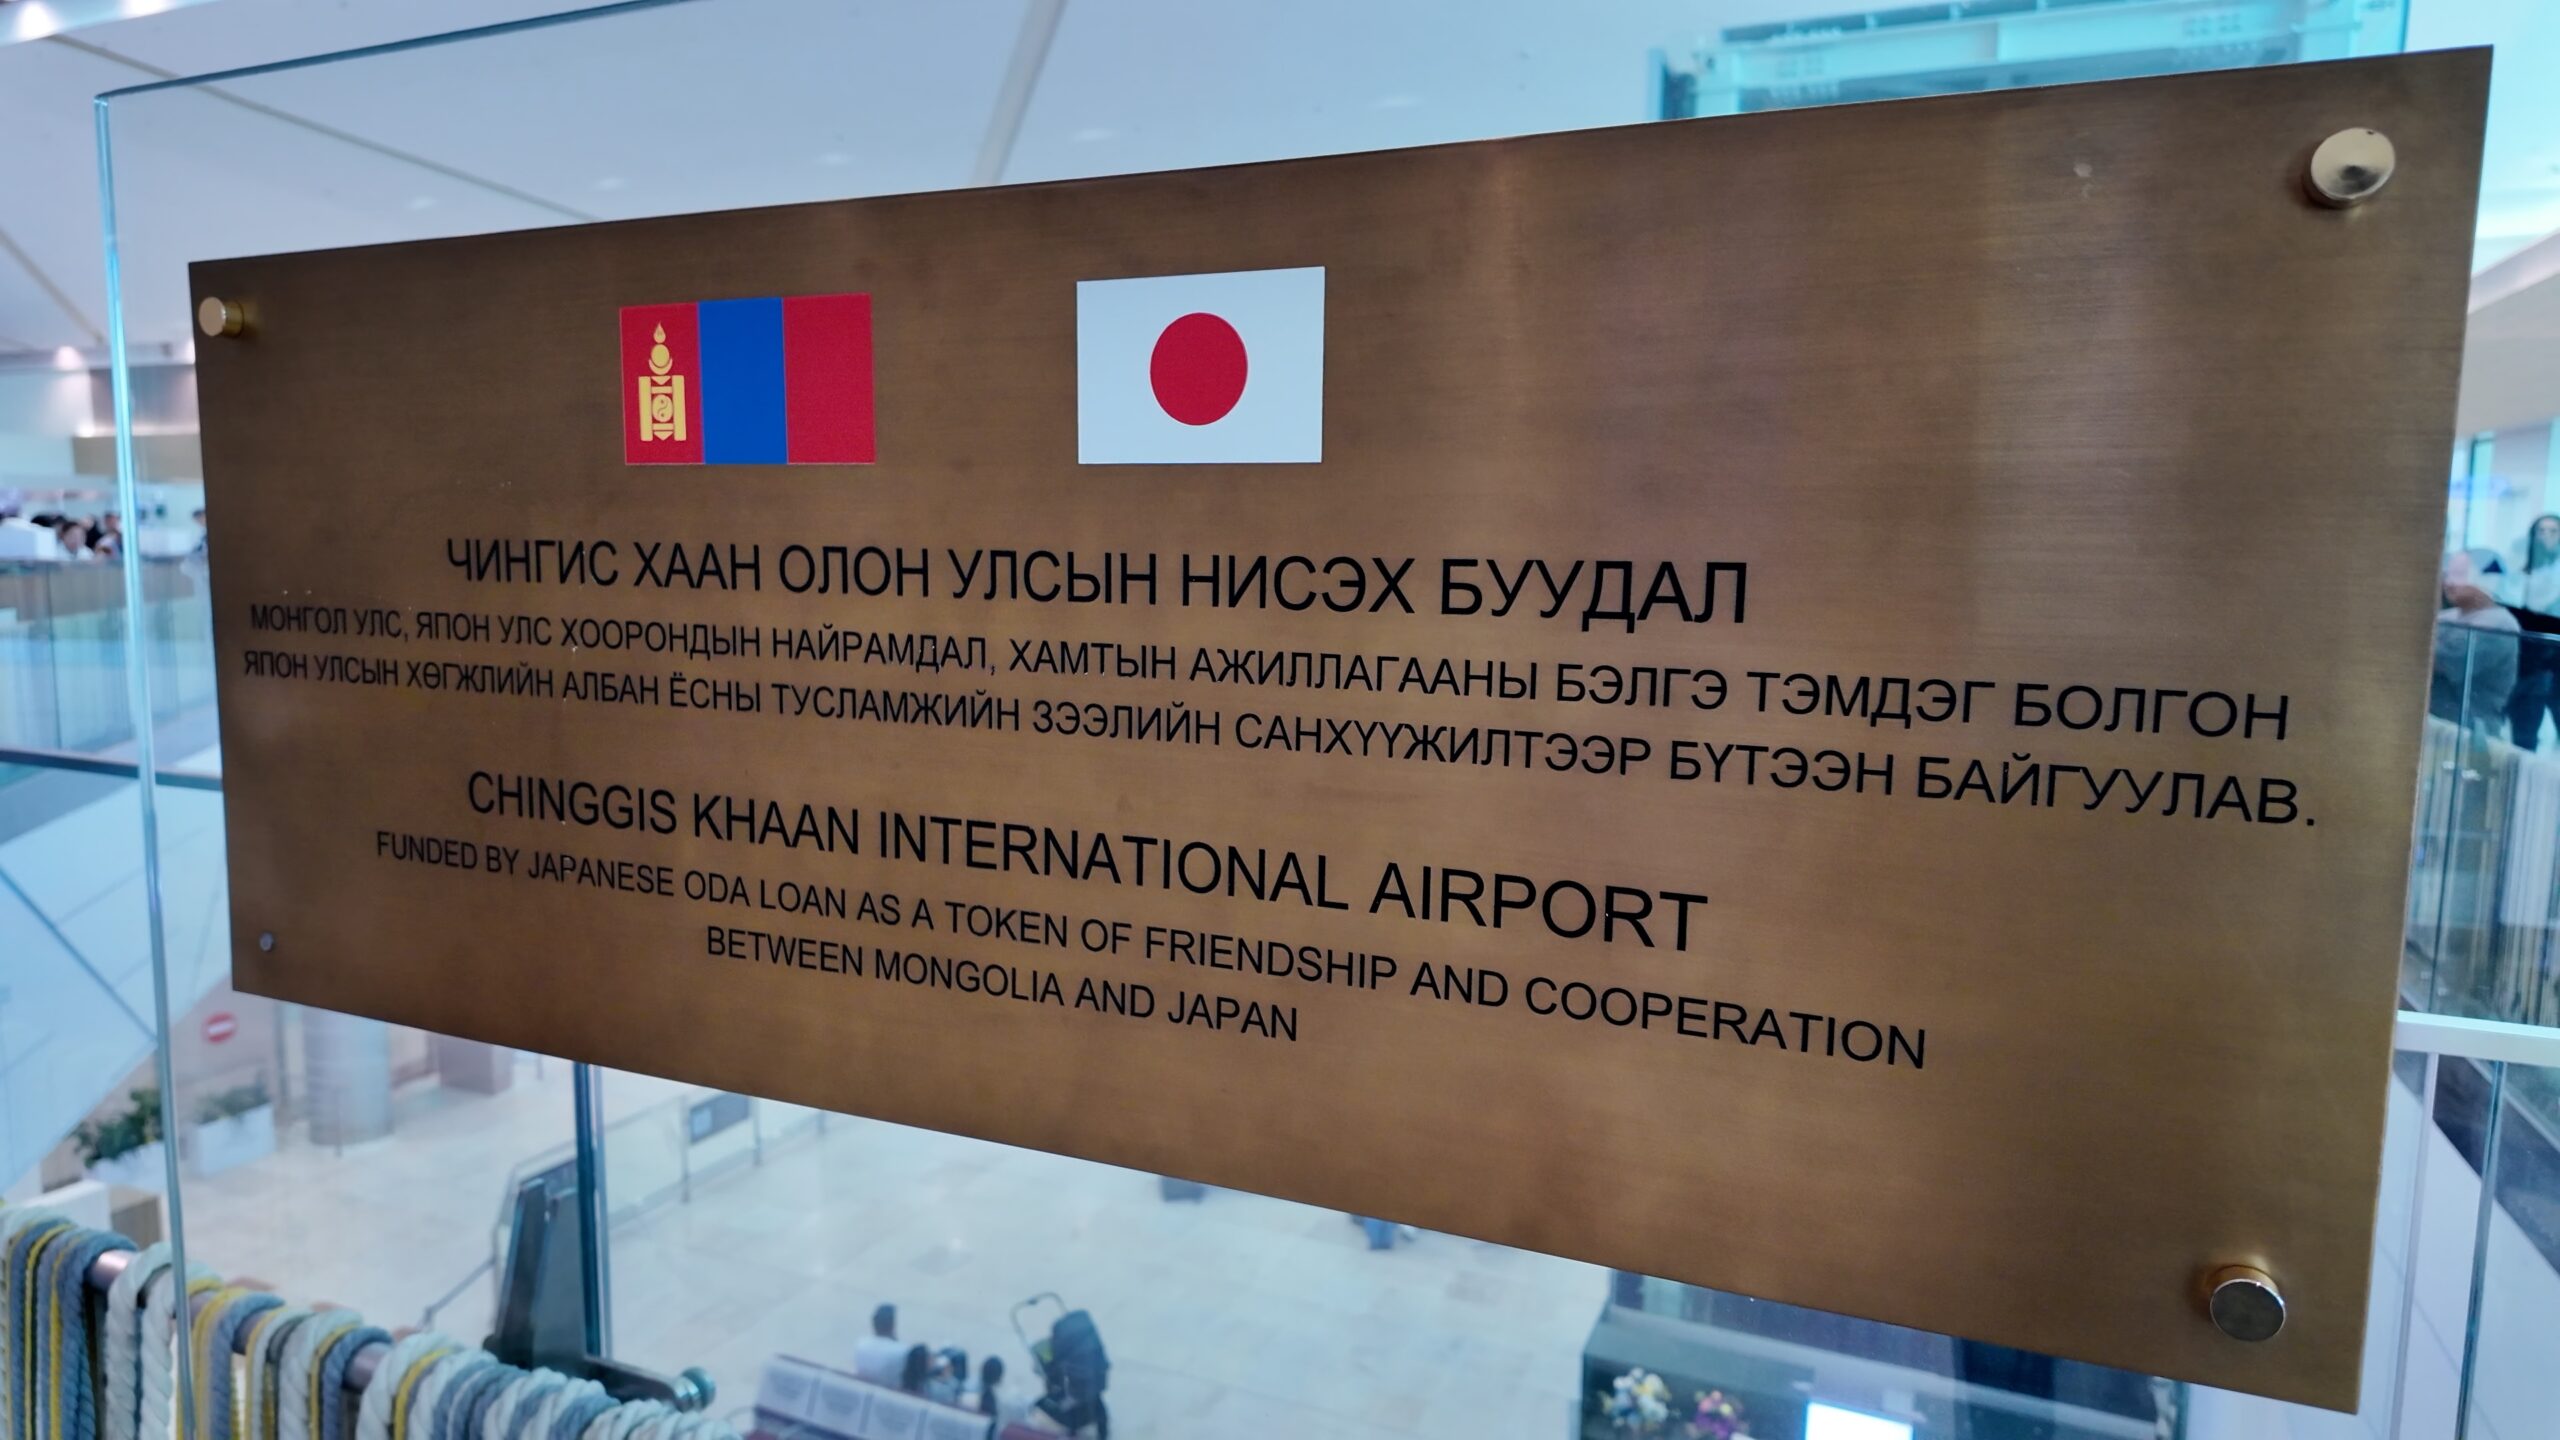 ЧИНГИС ХААН ОЛОН УЛСЫН НИСЭХ БУУДАЛ
МОНГОЛ УЛС, ЯПОН УЛС ХООРОНДЫН НАЙРАМДАЛ, ХАМТЫН АЖИЛЛАГААНЫ БЭЛГЭ ТЭМДЭГ БОЛГОН
ЯПОН УЛСЫН ХӨГЖЛИЙН АЛБАН ЁСНЫ ТУСЛАМЖИЙН ЗЭЭЛИЙН САНХҮҮЖИЛТЭЭР БҮТЭЭН БАЙГУУЛАВ.
CHINGGIS KHAAN INTERNATIONAL AIRPORT
FUNDED BY JAPANESE ODA LOAN AS A TOKEN OF FRIENDSHIP AND COOPERATION
BETWEEN MONGOLIA AND JAPAN